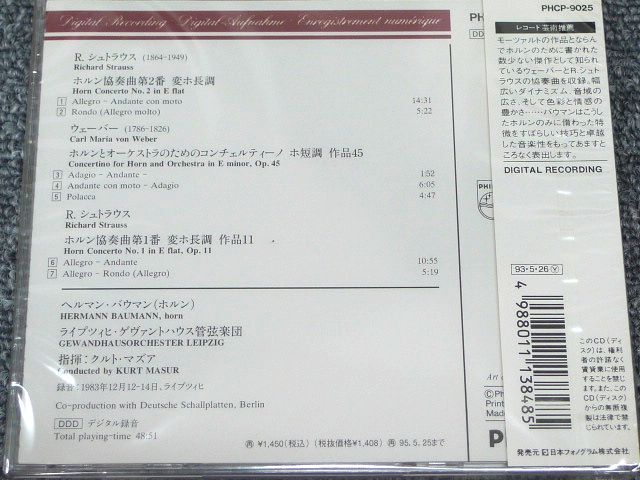 Digital Recording Digital-Aufnahme Enregistrement numérique
PH
DDD
R. シュトラウス (1864-1949)
Richard Strauss
ホルン協奏曲第2番 変ホ長調
Horn Concerto No. 2 in E flat
1 Allegro – Andante con moto 14:31
2 Rondo (Allegro molto) 5:22
ウェーバー (1786-1826)
Carl Maria von Weber
ホルンとオーケストラのためのコンチェルティーノ ホ短調 作品45
Concertino for Horn and Orchestra in E minor, Op. 45
3 Adagio – Andante – 1:52
4 Andante con moto – Adagio 6:05
5 Polacca 4:47
R. シュトラウス
Richard Strauss
ホルン協奏曲第1番 変ホ長調 作品11
Horn Concerto No. 1 in E flat, Op. 11
6 Allegro – Andante 10:55
7 Allegro – Rondo (Allegro) 5:19
ヘルマン・バウマン(ホルン)
HERMANN BAUMANN, horn
ライプツィヒ・ゲヴァントハウス管弦楽団
GEWANDHAUSORCHESTER LEIPZIG
指揮:クルト・マズア
Conducted by KURT MASUR
録音:1983年12月12-14日、ライプツィヒ
Co-production with Deutsche Schallplatten, Berlin
DDD デジタル録音
Total playing-time 48:51
再 ¥1,450(税込) (税抜価格¥1,408) 再 95.5.25まで
PHIL
Art
Ⓒ Ph
Printe
Made
P
PHCP-9025
レコード芸術推薦
モーツァルトの作品とならん
でホルンのために書かれた
数少ない傑作として知られ
ているウェーバーとR.シュト
ラウスの協奏曲を収録。幅
広いダイナミズム、音域の
広さ、そして色彩と情感の
豊かさ……バウマンはこうし
たホルンのみに備わった特
徴をすばらしい技巧と卓越
した音楽性をもってあますと
ころなく表出します。
DIGITAL RECORDING
93・5・26 Ⓨ
4 988011 138485
このCD(ディ
スク)は、権利
者の許諾なく
賃貸業に使用
することを禁じ
ます。また、この
CD(ディスク)
からの無断複
製は法律で禁
じられています。
発売元 日本フォノグラム株式会社